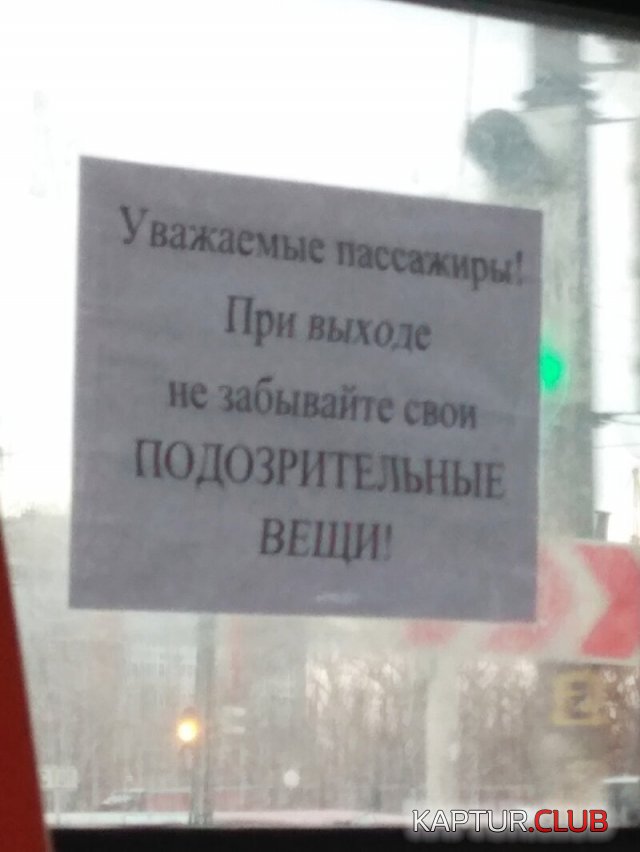 Уважаемые пассажиры!
При выходе
не забывайте свои
ПОДОЗРИТЕЛЬНЫЕ
ВЕЩИ!
KAPTUR.CLUB